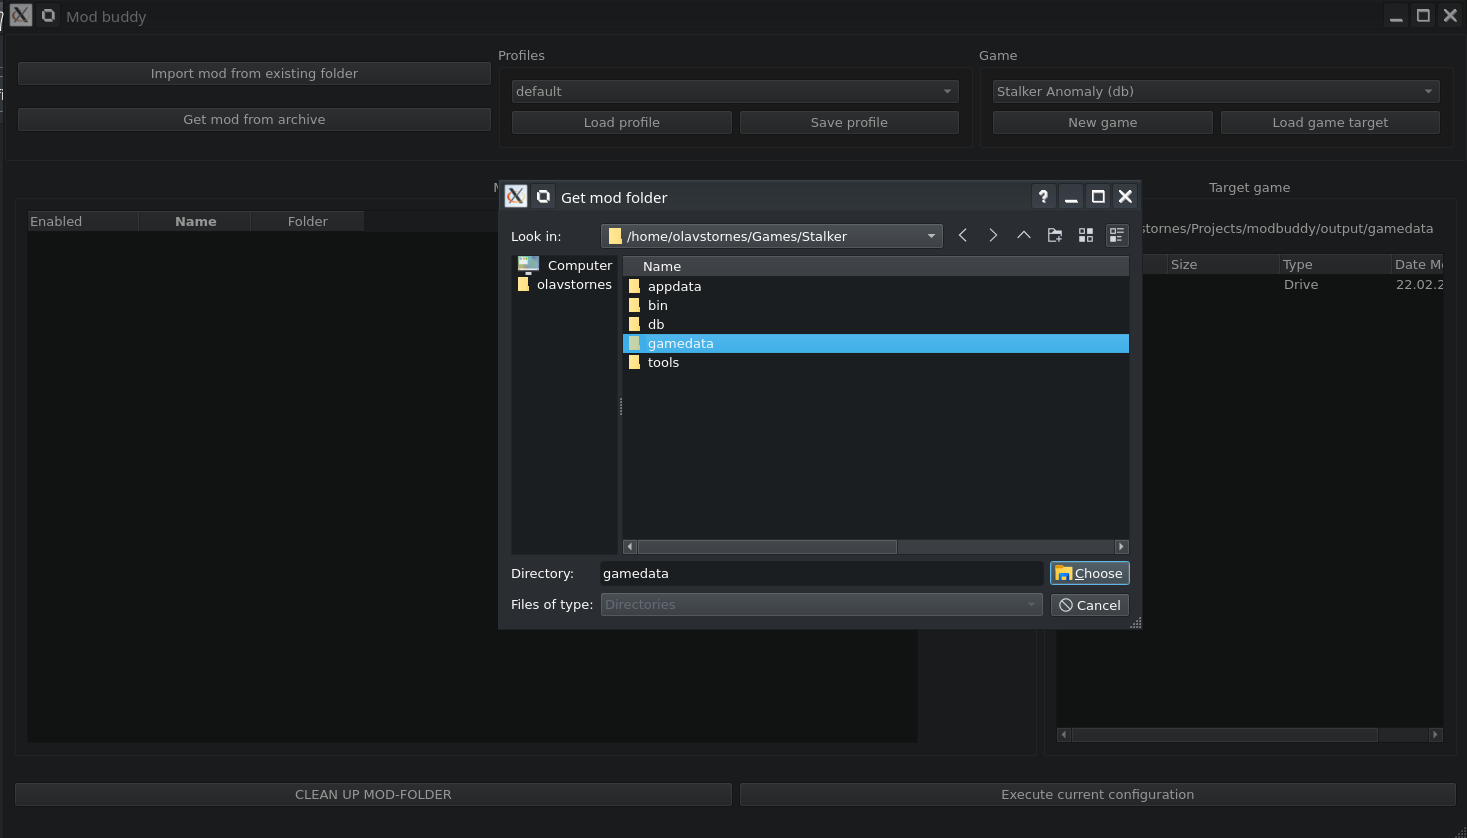 Mod buddy
Import mod from existing folder
Get mod from archive
Profiles
default
Load profile
Save profile
Game
Stalker Anomaly (db)
New game
Load game target
Enabled
Name
Folder
Get mod folder
?
Look in:
/home/olavstornes/Games/Stalker
Computer
olavstornes
Name
appdata
bin
db
gamedata
tools
Directory:
gamedata
Choose
Files of type:
Directories
Cancel
Target game
stornes/Projects/modbuddy/output/gamedata
Size
Type
Date M
Drive
22.02.2
CLEAN UP MOD-FOLDER
Execute current configuration